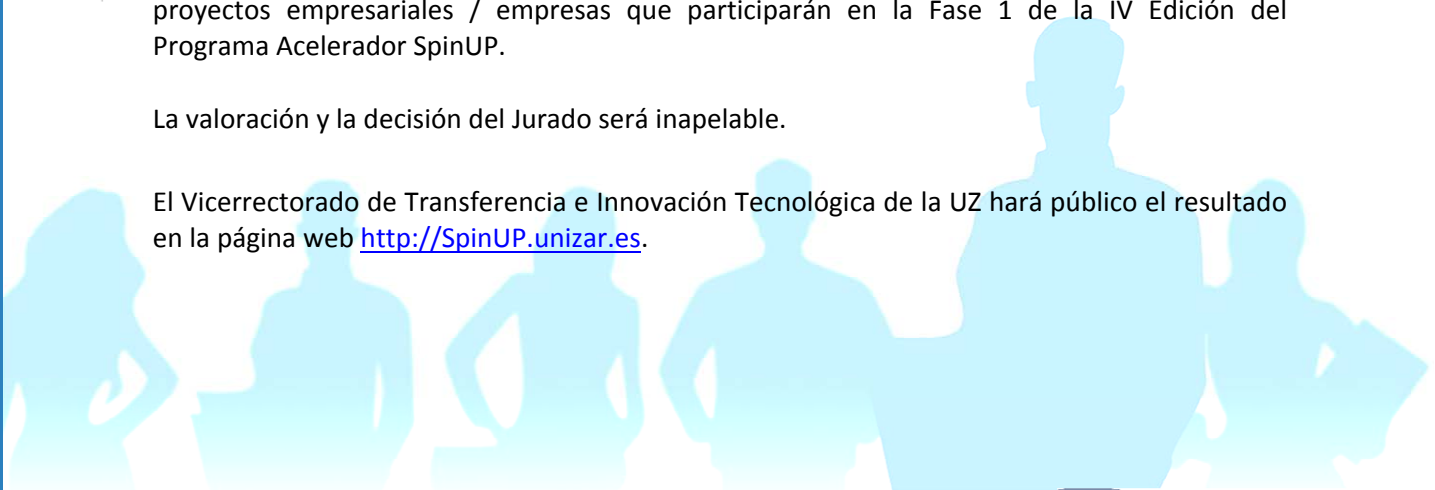 proyectos empresariales / empresas que participarán en la Fase 1 de la IV Edición del
Programa Acelerador SpinUP.
La valoración y la decisión del Jurado será inapelable.
El Vicerrectorado de Transferencia e Innovación Tecnológica de la UZ hará público el resultado
en la página web http://SpinUP.unizar.es.